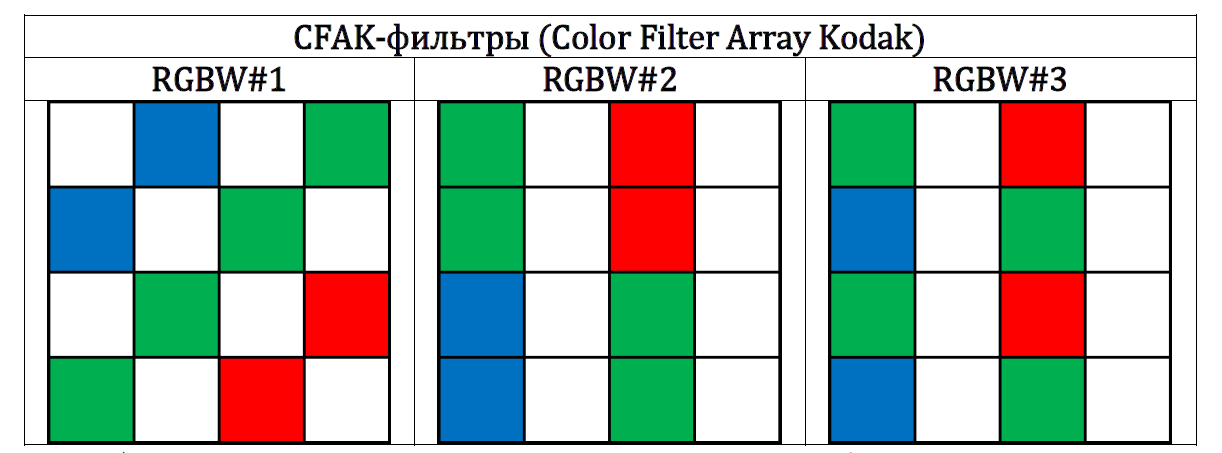 CFAK-фильтры (Color Filter Array Kodak)
RGBW#1
RGBW#2
RGBW#3